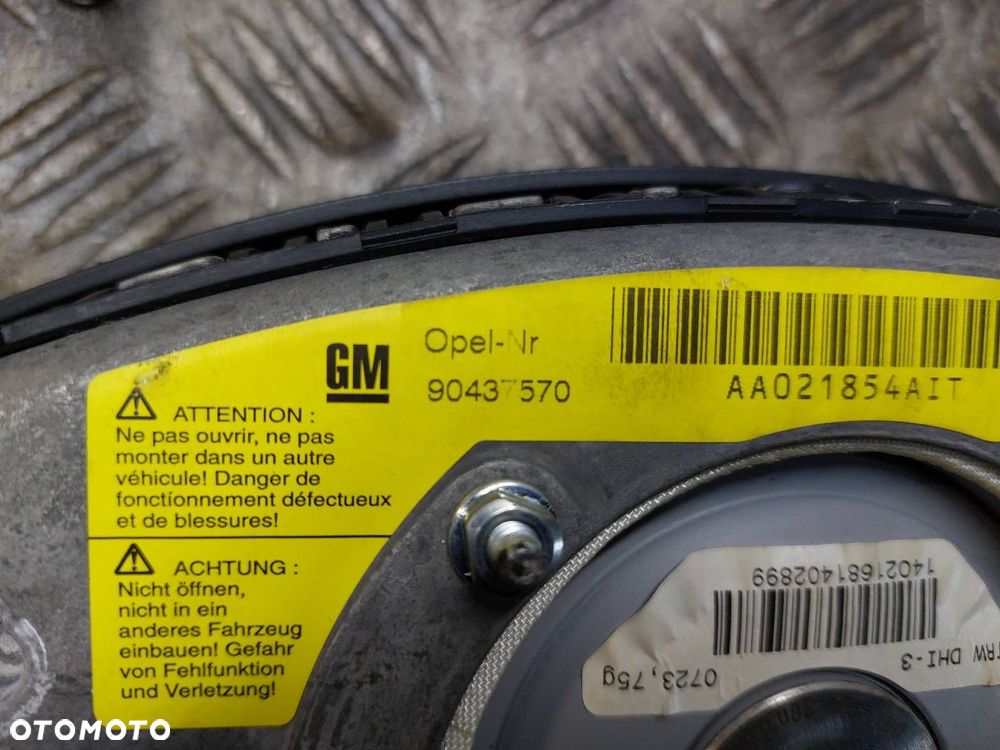 GM
Opel-Nr
90437570
AA021854AIT
ATTENTION :
Ne pas ouvrir, ne pas
monter dans un autre
véhicule! Danger de
fonctíonnement défectueux
et de blessures!
ACHTUNG :
Nicht öffnen,
nicht in ein
anderes Fahrzeug
einbauen! Gefahr
von Fehlfunktion
und Verletzung!
14021681402899
TRW DHI-3
0723,75g
OTOMOTO